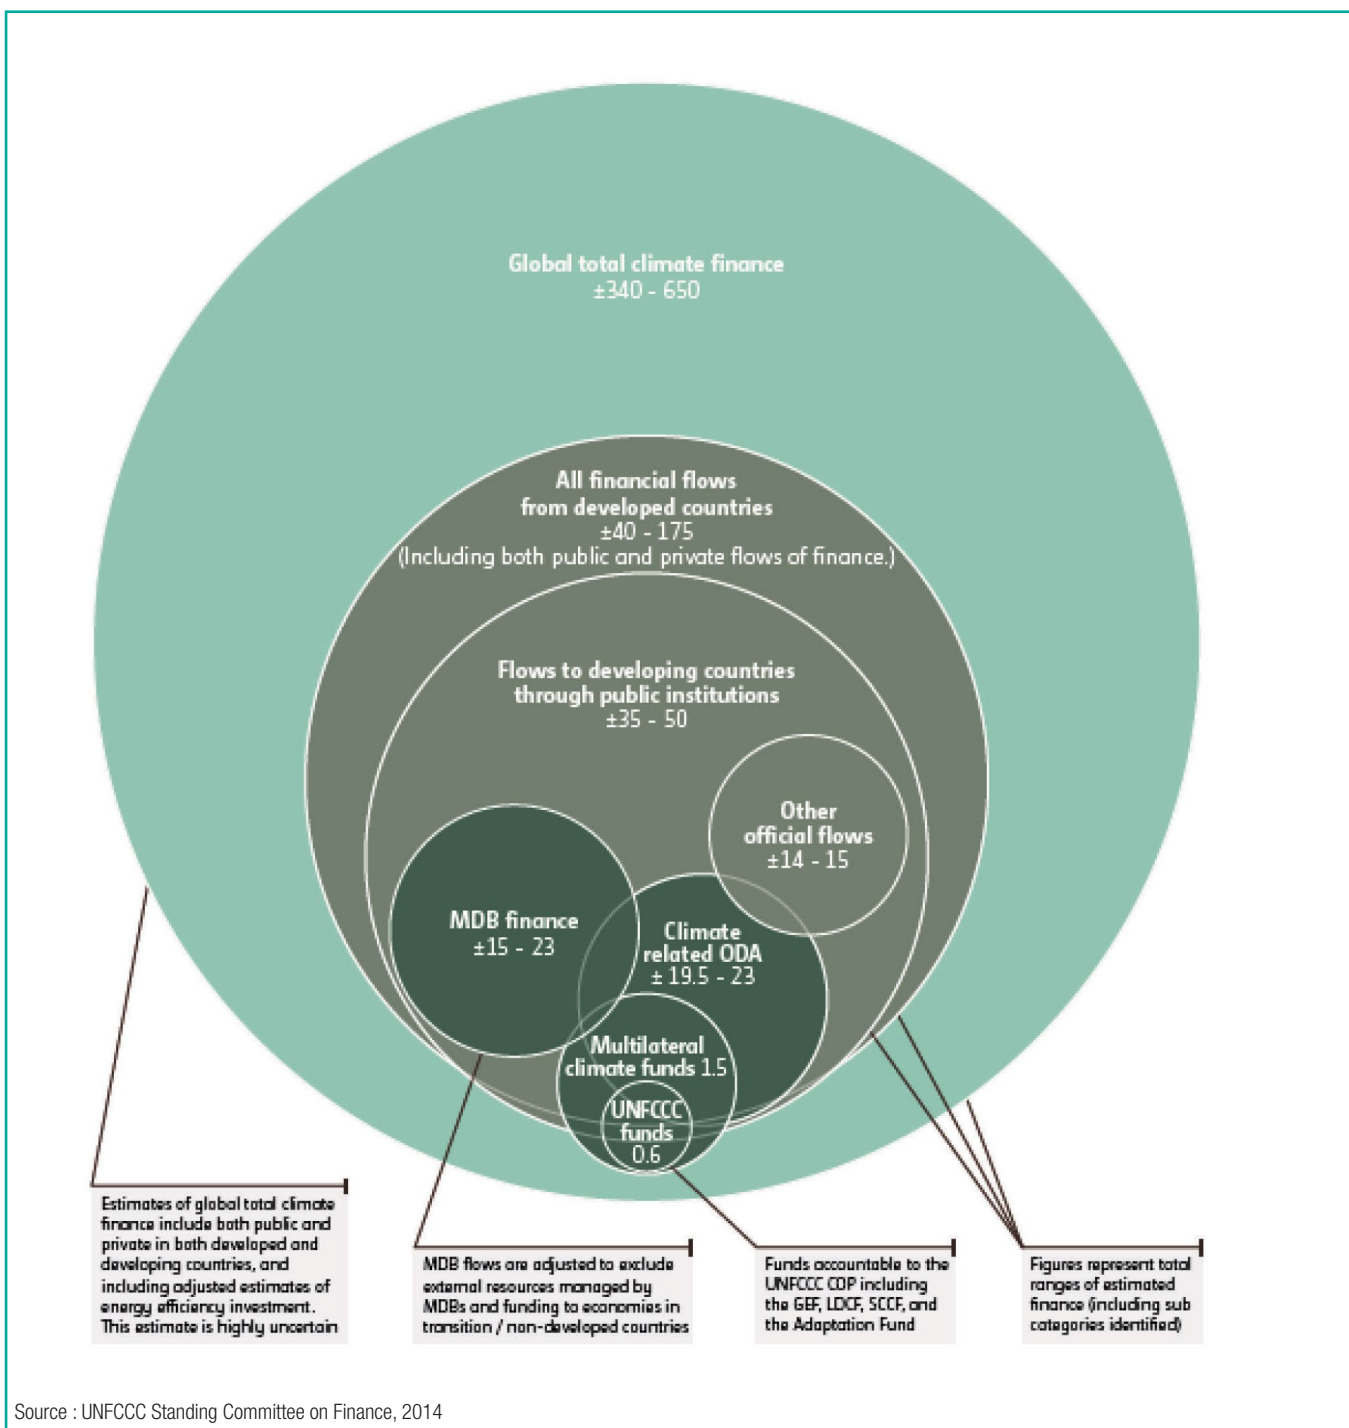 Global total climate finance
±340 - 650
All financial flows
from developed countries
±40 - 175
(Including both public and private flows of finance.)
Flows to developing countries
through public institutions
±35 - 50
Other
official flows
±14 - 15
MDB finance
±15 - 23
Climate
related ODA
± 19.5 - 23
Multilateral
climate funds 1.5
UNFCCC
funds
0.6
Estimates of global total climate
finance include both public and
private in both developed and
developing countries, and
including adjusted estimates of
energy efficiency investment.
This estimate is highly uncertain
MDB flows are adjusted to exclude
external resources managed by
MDBs and funding to economies in
transition / non-developed countries
Funds accountable to the
UNFCCC COP including
the GEF, LDCF, SCCF, and
the Adaptation Fund
Figures represent total
ranges of estimated
finance (including sub
categories identified)
Source : UNFCCC Standing Committee on Finance, 2014